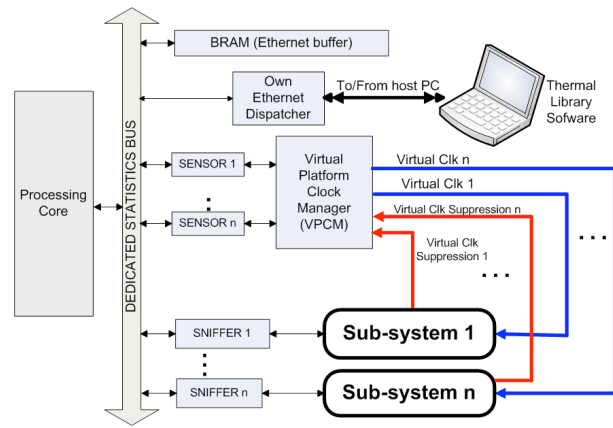 BRAM (Ethernet buffer)
Own
Ethernet
Dispatcher
To/From host PC
Thermal
Library
Sofware
Processing
Core
DEDICATED STATISTICS BUS
SENSOR 1
SENSOR n
Virtual
Platform
Clock
Manager
(VPCM)
Virtual Clk n
Virtual Clk 1
Virtual Clk Suppression n
Virtual Clk
Suppression 1
. . .
. . .
SNIFFER 1
SNIFFER n
Sub-system 1
Sub-system n